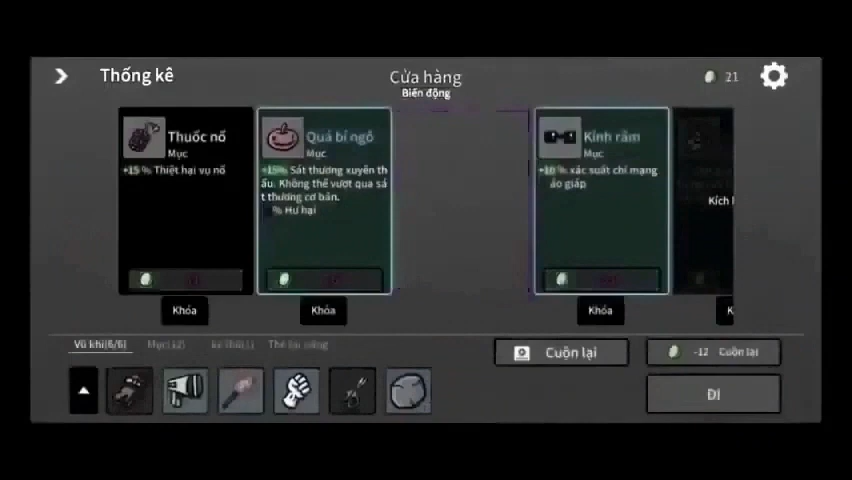 Thống kê
Cửa hàng
Biến động
21
Thuốc nổ
Mục
+15 % Thiệt hại vụ nổ
Quả bí ngô
Mục
+15% Sát thương xuyên th
ấu. Không thể vượt qua sá
t thương cơ bản.
% Hư hại
Kính râm
Mục
+10 % xác suất chí mạng
áo giáp
Kích
Khóa
Khóa
Khóa
K
Vũ khí(6/6)
Thẻ tài năng
Cuộn lại
-12 Cuộn lại
Đi